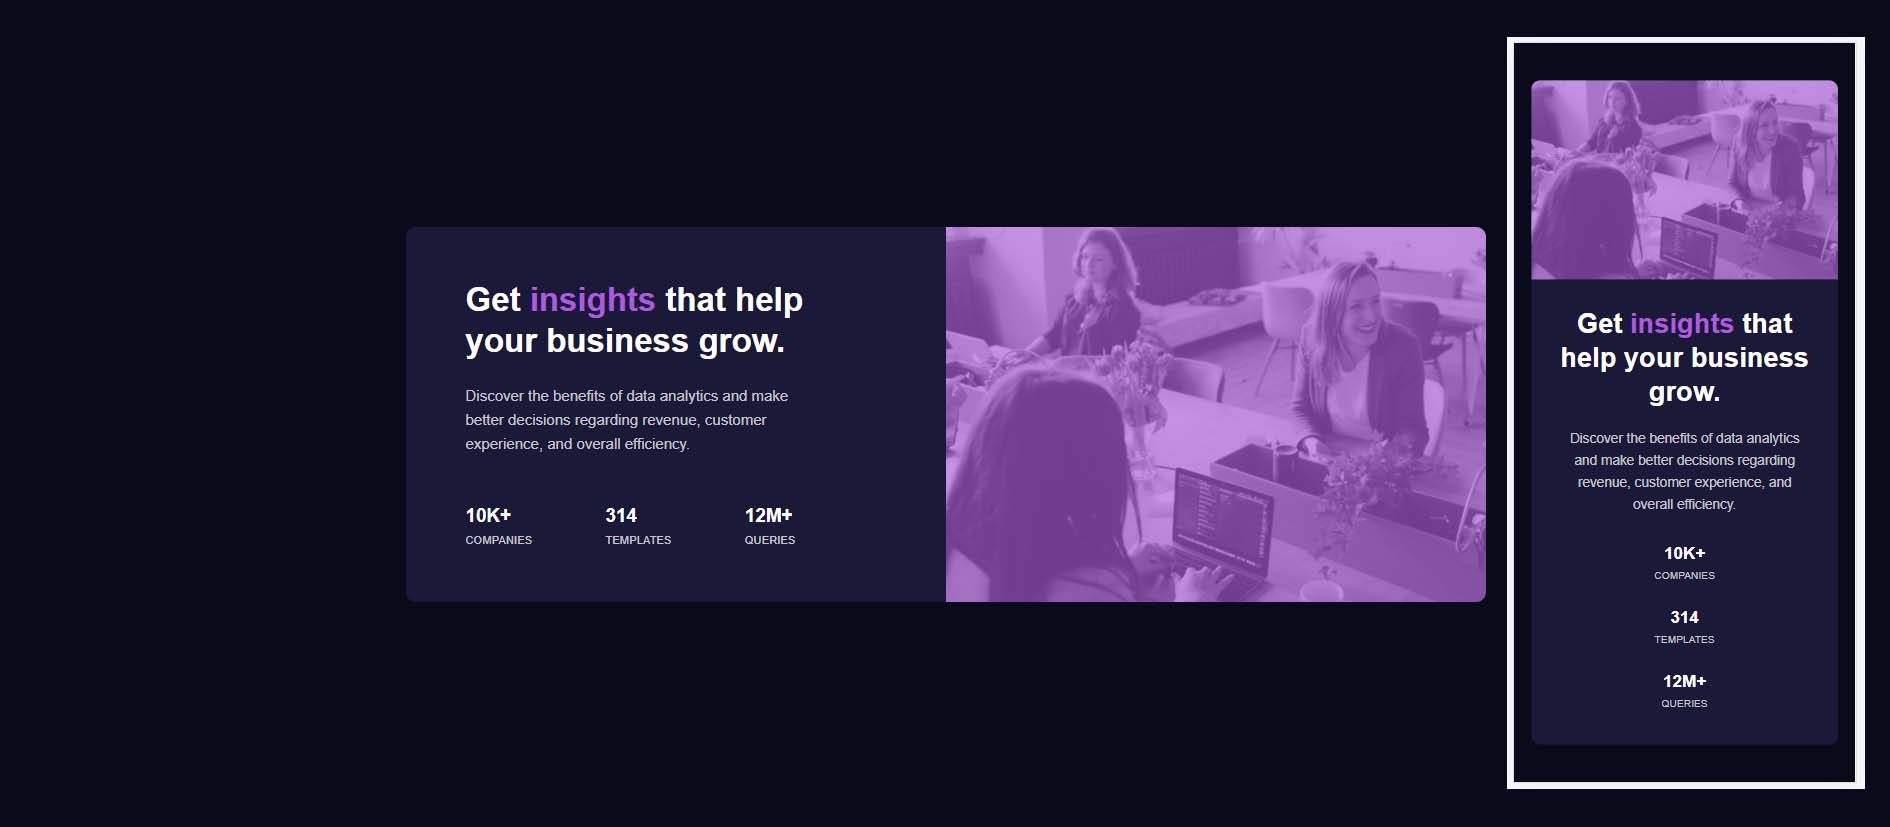 Get insights that help
your business grow.
Discover the benefits of data analytics and make
better decisions regarding revenue, customer
experience, and overall efficiency.
10K+
COMPANIES
314
TEMPLATES
12M+
QUERIES
Get insights that
help your business
grow.
Discover the benefits of data analytics
and make better decisions regarding
revenue, customer experience, and
overall efficiency.
10K+
COMPANIES
314
TEMPLATES
12M+
QUERIES